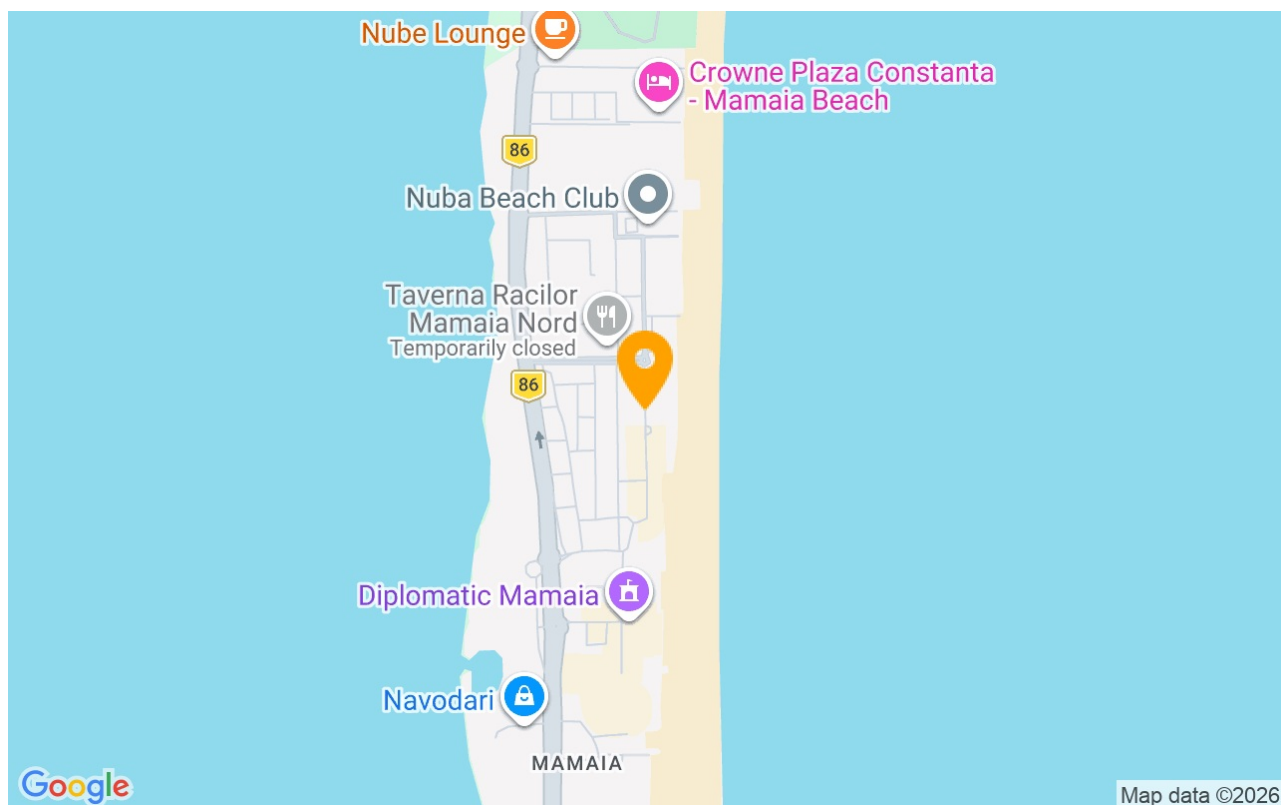 Nube Lounge
Crowne Plaza Constanta
- Mamaia Beach
86
Nuba Beach Club
Taverna Racilor
Mamaia Nord
Temporarily closed
86
Diplomatic Mamaia
Navodari
MAMAIA
Google
Map data ©2026